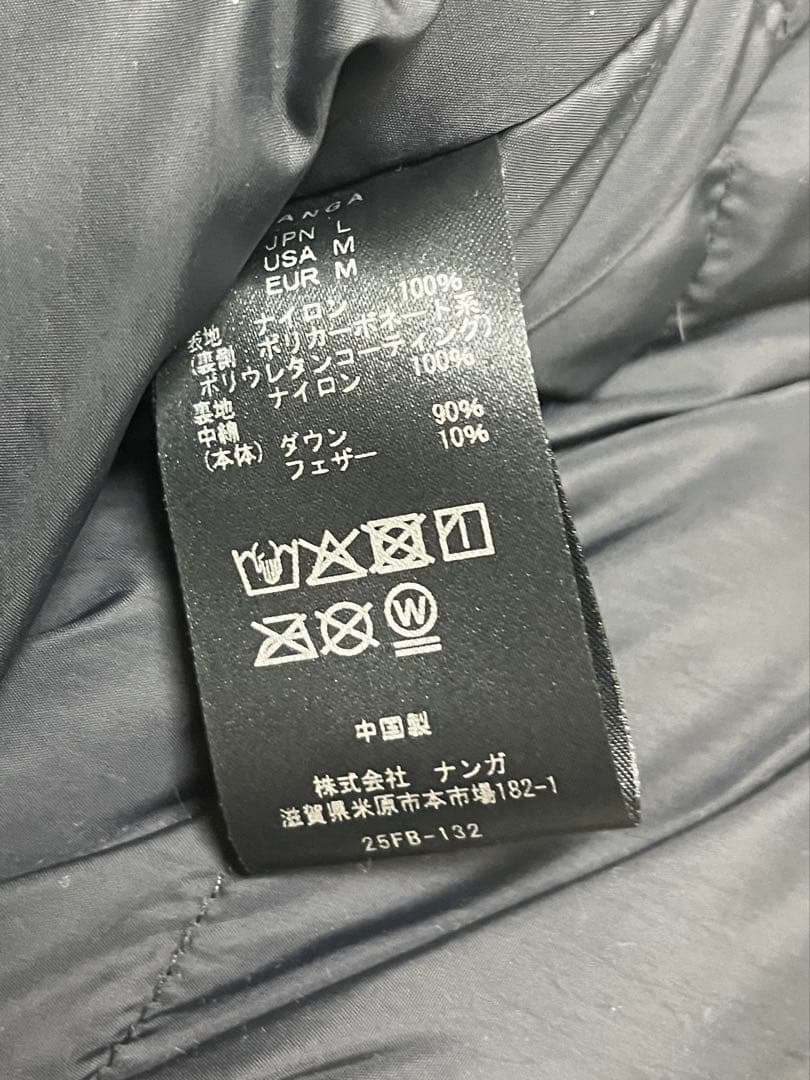 NANGA
JPN L
USA M
EUR M
表地 ナイロン 100%
(裏側 ポリカーボネート系
ポリウレタンコーティング)
裏地 ナイロン 100%
中綿
(本体) ダウン 90%
フェザー 10%
W
中国製
株式会社 ナンガ
滋賀県米原市本市場182-1
25FB-132